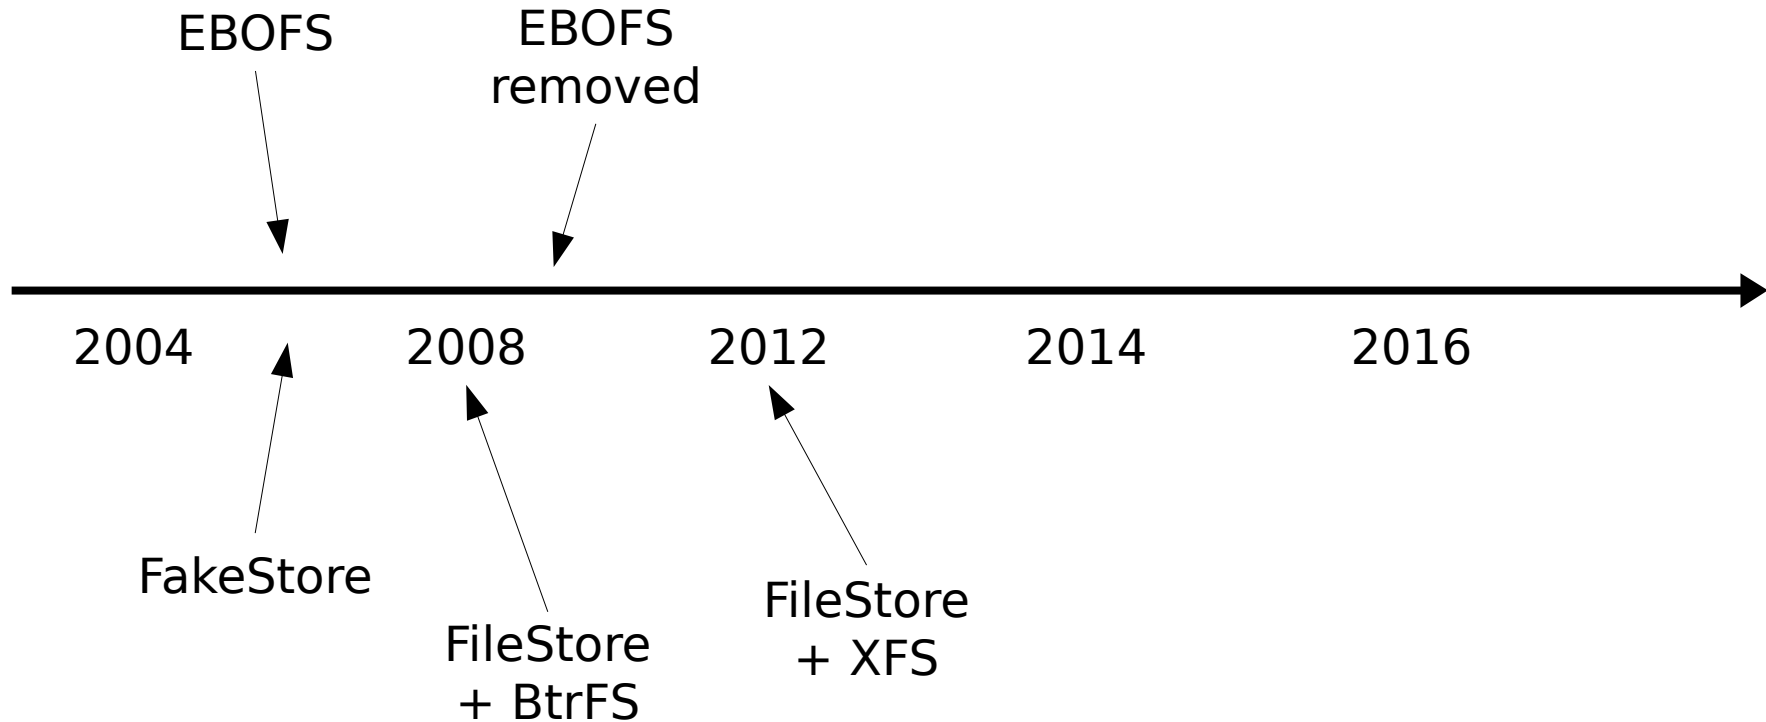 EBOFS
EBOFS
removed
2004
2008
2012
2014
2016
FakeStore
FileStore
+ BtrFS
FileStore
+ XFS